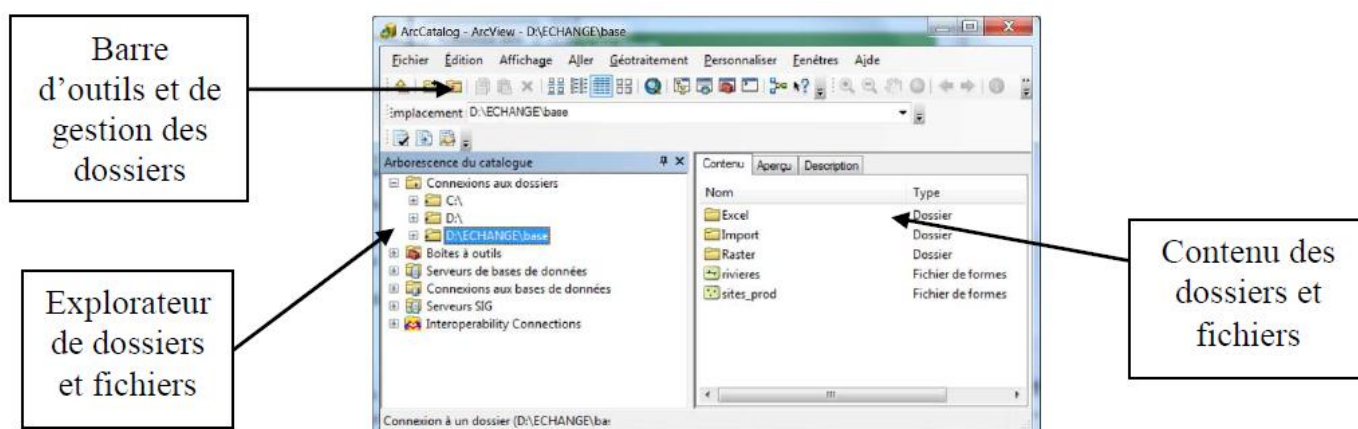 Barre
d'outils et de
gestion des
dossiers
Explorateur
de dossiers
et fichiers
ArcCatalog - ArcView - D:\ECHANGE\base
Fichier Édition Affichage Aller Géotraitement Personnaliser Fenêtres Aide
Emplacement D:\ECHANGE\base
Arborescence du catalogue
Connexions aux dossiers
C:\
D:\
D:\ECHANGE\base
Boîtes à outils
Serveurs de bases de données
Connexions aux bases de données
Serveurs SIG
Interoperability Connections
Contenu Aperçu Description
Nom Type
Excel Dossier
Import Dossier
Raster Dossier
rivieres Fichier de formes
sites_prod Fichier de formes
Connexion à un dossier (D:\ECHANGE\ba
Contenu des
dossiers et
fichiers